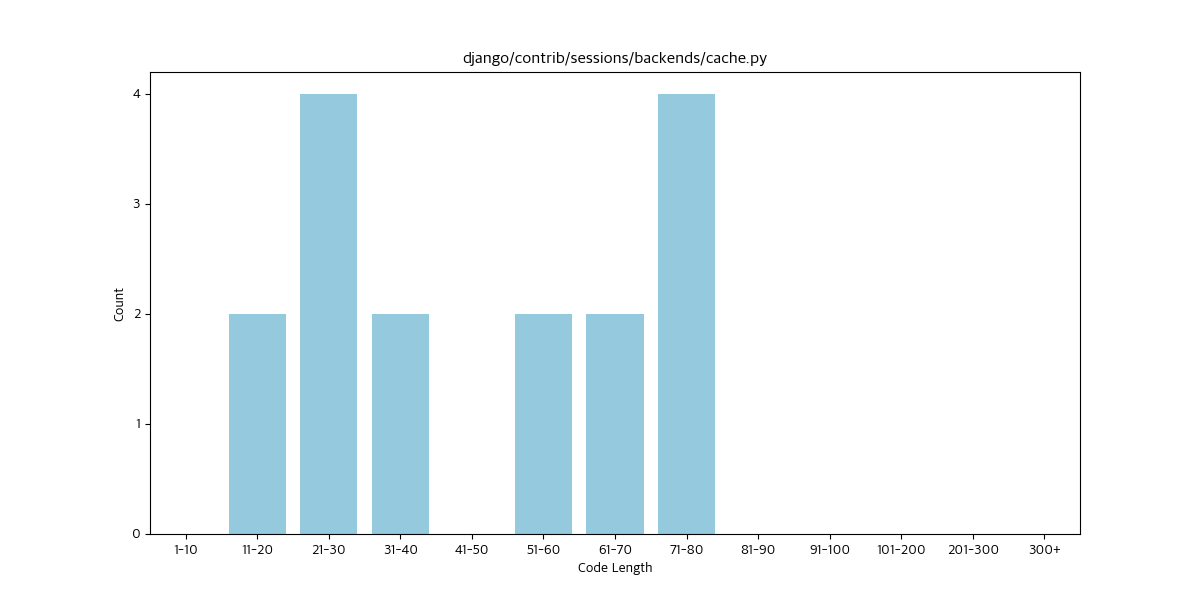 django/contrib/sessions/backends/cache.py
4
3
2
1
0
Count
1-10 11-20 21-30 31-40 41-50 51-60 61-70 71-80 81-90 91-100 101-200 201-300 300+
Code Length